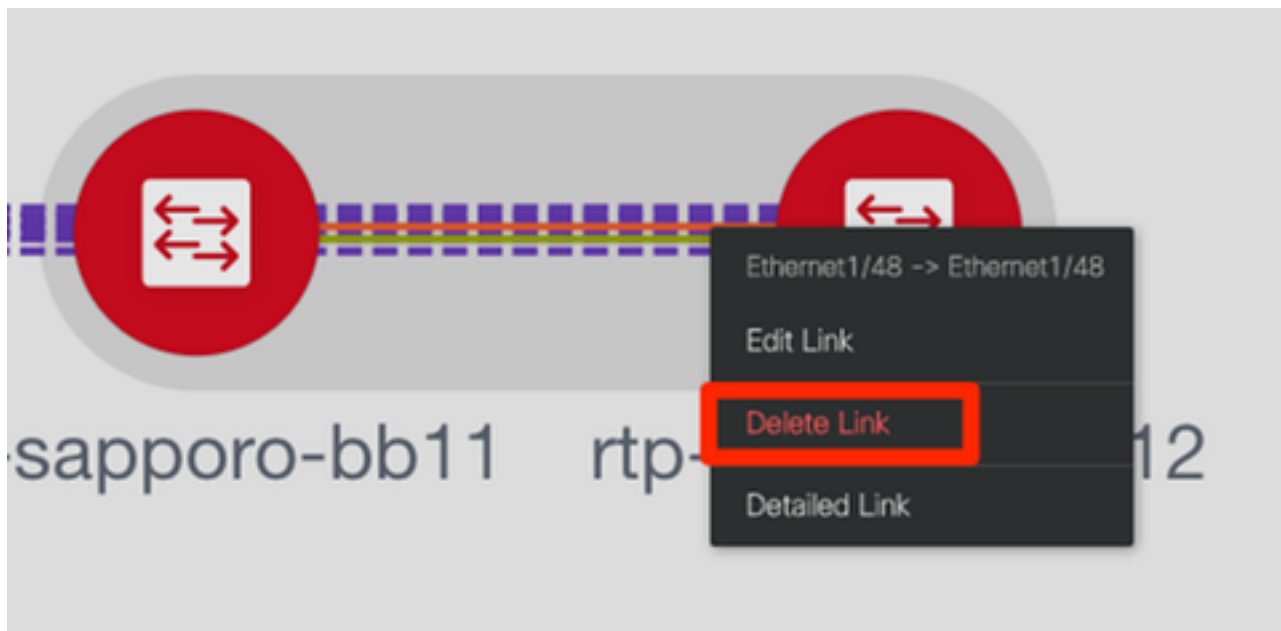 Ethernet1/48 -> Ethernet1/48
Edit Link
Delete Link
-sapporo-bb11 rtp- 12
Detailed Link